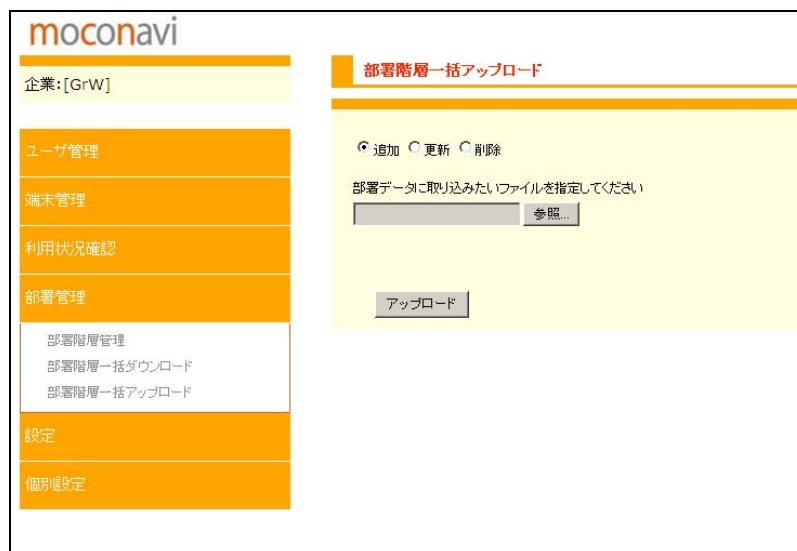 moconavi
企業:[GrW]
ユーザ管理
端末管理
利用状況確認
部署管理
部署階層管理
部署階層一括ダウンロード
部署階層一括アップロード
設定
個別設定
部署階層一括アップロード
追加 更新 削除
部署データに取り込みたいファイルを指定してください
参照...
アップロード